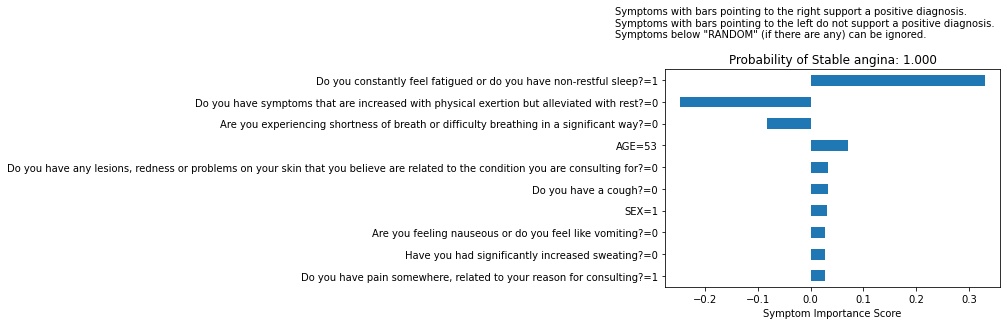 Symptoms with bars pointing to the right support a positive diagnosis.
Symptoms with bars pointing to the left do not support a positive diagnosis.
Symptoms below "RANDOM" (if there are any) can be ignored.
Probability of Stable angina: 1.000
Do you constantly feel fatigued or do you have non-restful sleep?=1
Do you have symptoms that are increased with physical exertion but alleviated with rest?=0
Are you experiencing shortness of breath or difficulty breathing in a significant way?=0
AGE=53
Do you have any lesions, redness or problems on your skin that you believe are related to the condition you are consulting for?=0
Do you have a cough?=0
SEX=1
Are you feeling nauseous or do you feel like vomiting?=0
Have you had significantly increased sweating?=0
Do you have pain somewhere, related to your reason for consulting?=1
−0.2 −0.1 0.0 0.1 0.2 0.3
Symptom Importance Score